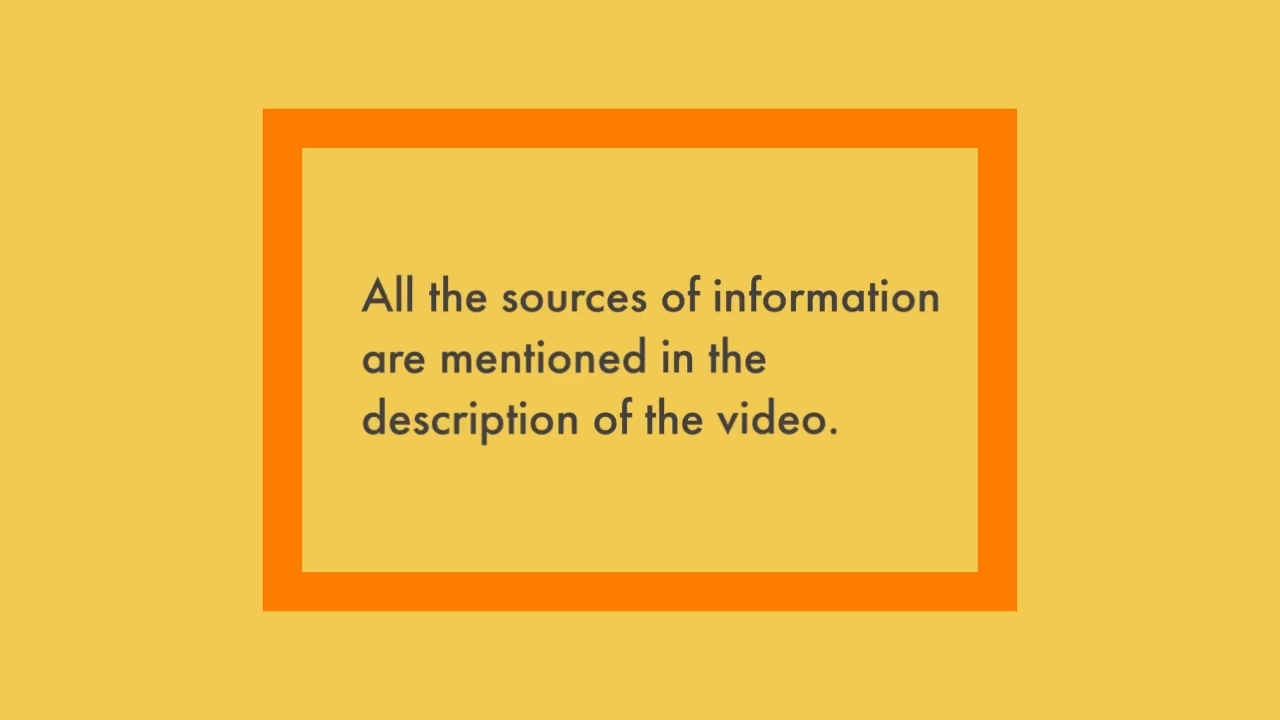 All the sources of information
are mentioned in the
description of the video.